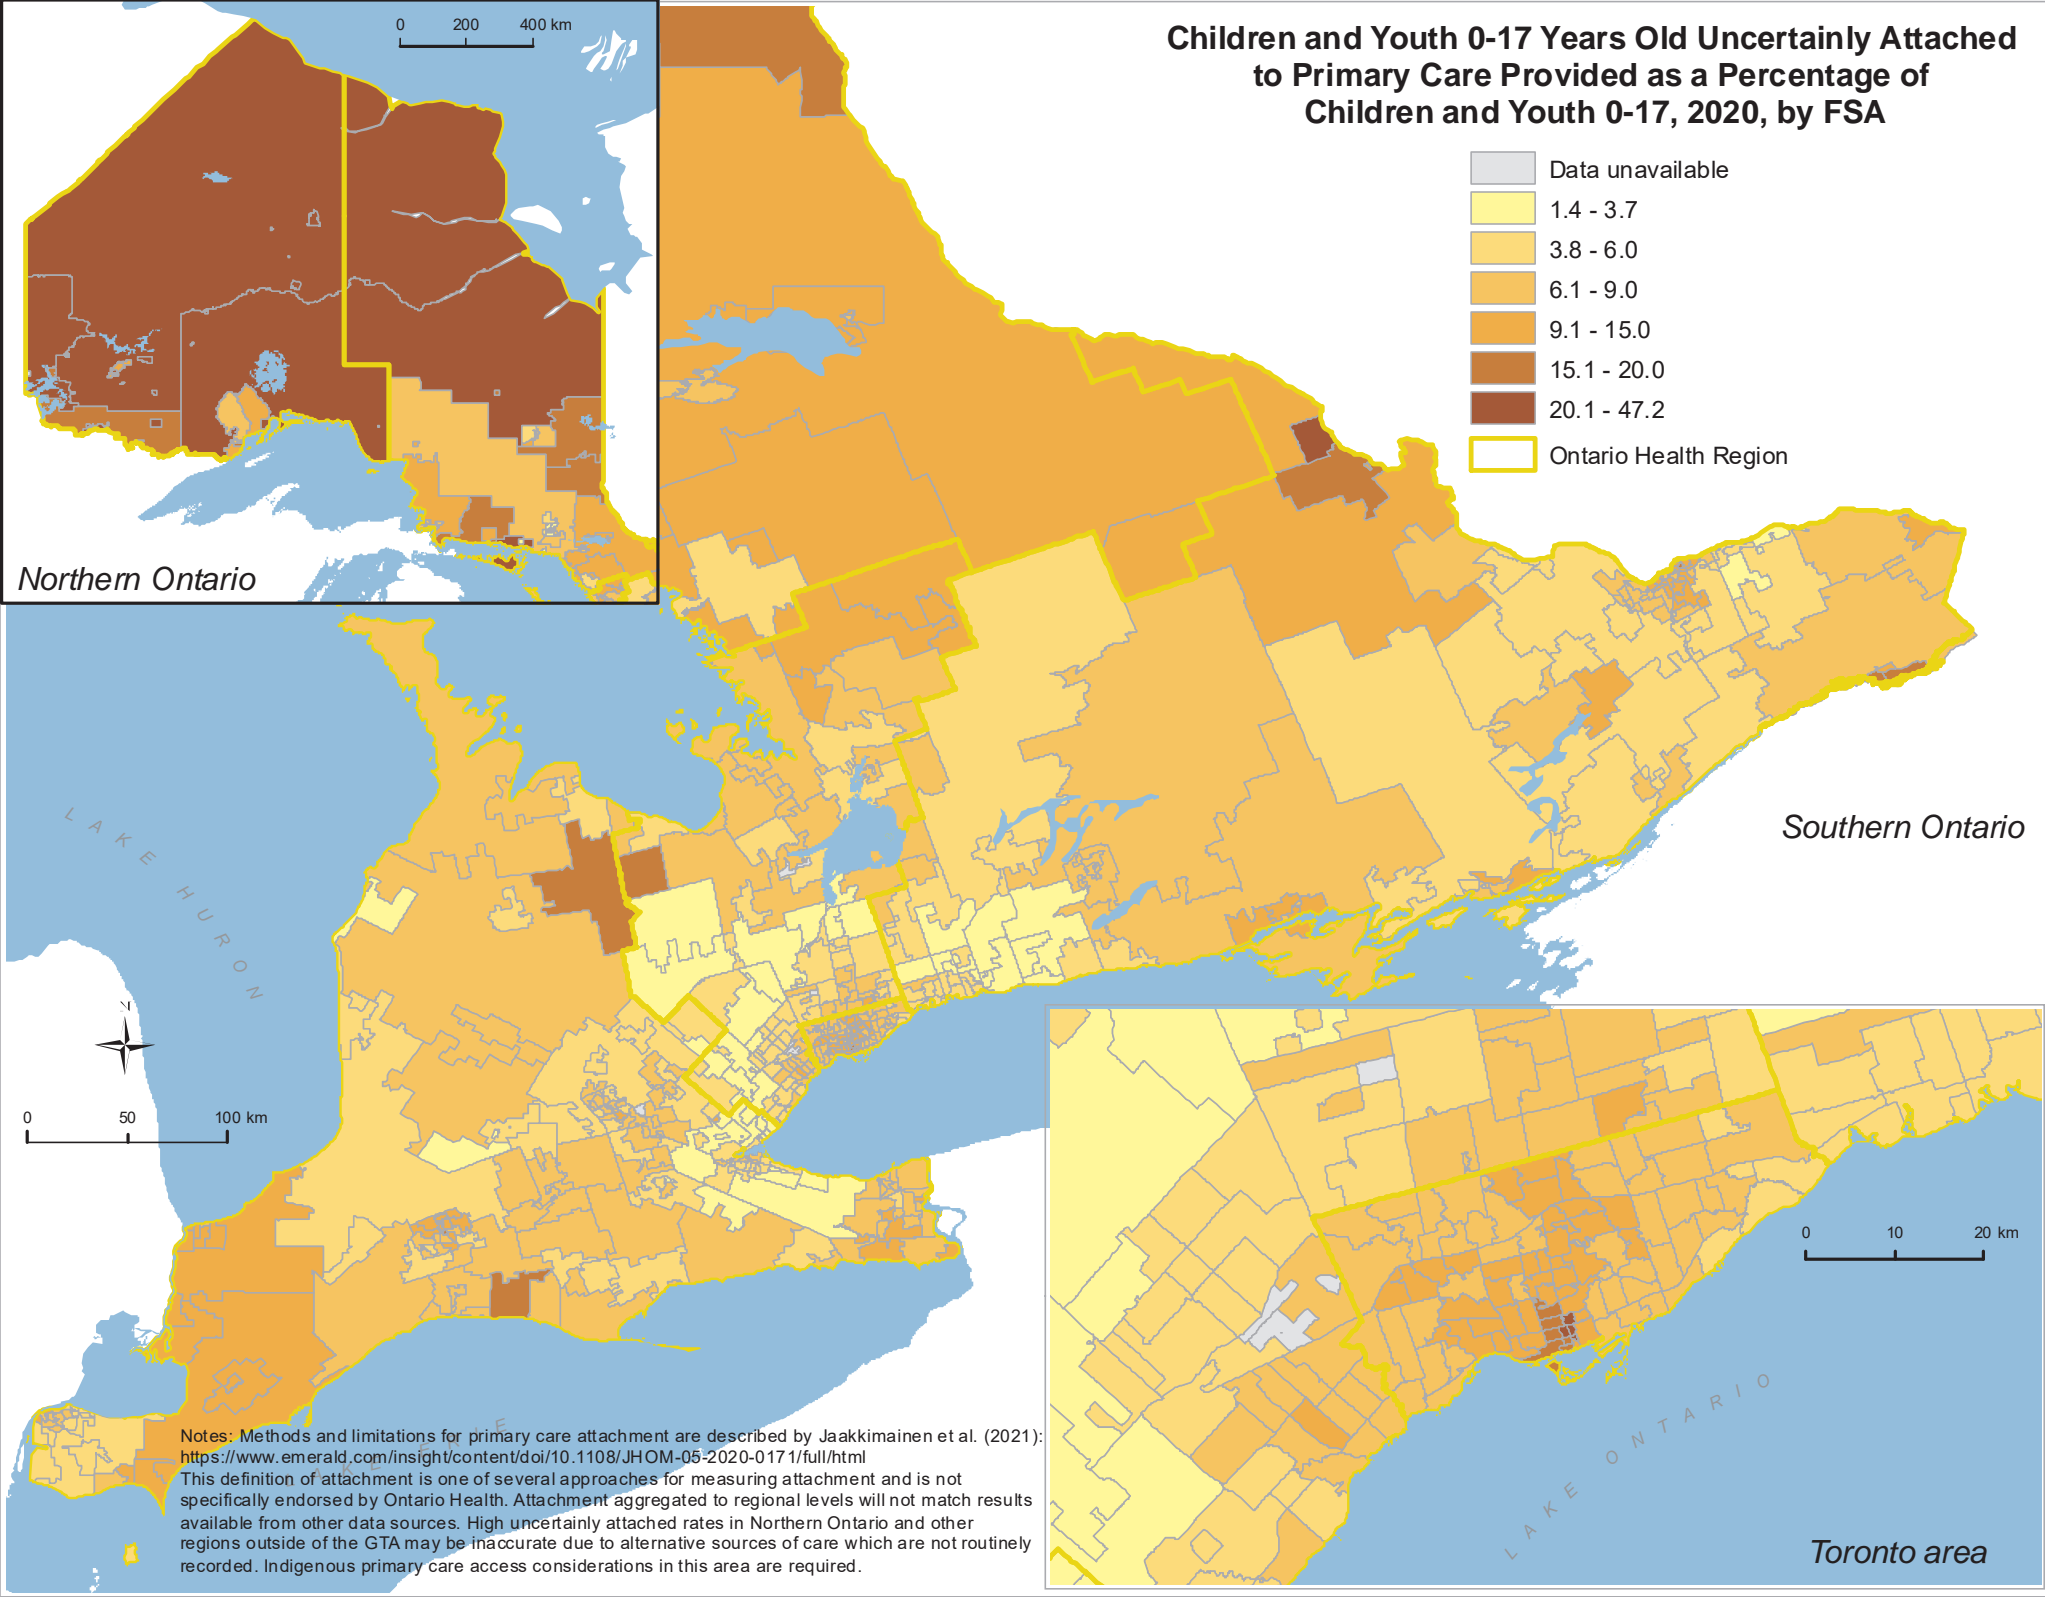 0 200 400 km
Northern Ontario
Children and Youth 0-17 Years Old Uncertainly Attached
to Primary Care Provided as a Percentage of
Children and Youth 0-17, 2020, by FSA
Data unavailable
1.4 - 3.7
3.8 - 6.0
6.1 - 9.0
9.1 - 15.0
15.1 - 20.0
20.1 - 47.2
Ontario Health Region
Southern Ontario
LAKE HURON
N
0 50 100 km
LAKE ERIE
0 10 20 km
LAKE ONTARIO
Toronto area
Notes: Methods and limitations for primary care attachment are described by Jaakkimainen et al. (2021):
https://www.emerald.com/insight/content/doi/10.1108/JHOM-05-2020-0171/full/html
This definition of attachment is one of several approaches for measuring attachment and is not
specifically endorsed by Ontario Health. Attachment aggregated to regional levels will not match results
available from other data sources. High uncertainly attached rates in Northern Ontario and other
regions outside of the GTA may be inaccurate due to alternative sources of care which are not routinely
recorded. Indigenous primary care access considerations in this area are required.